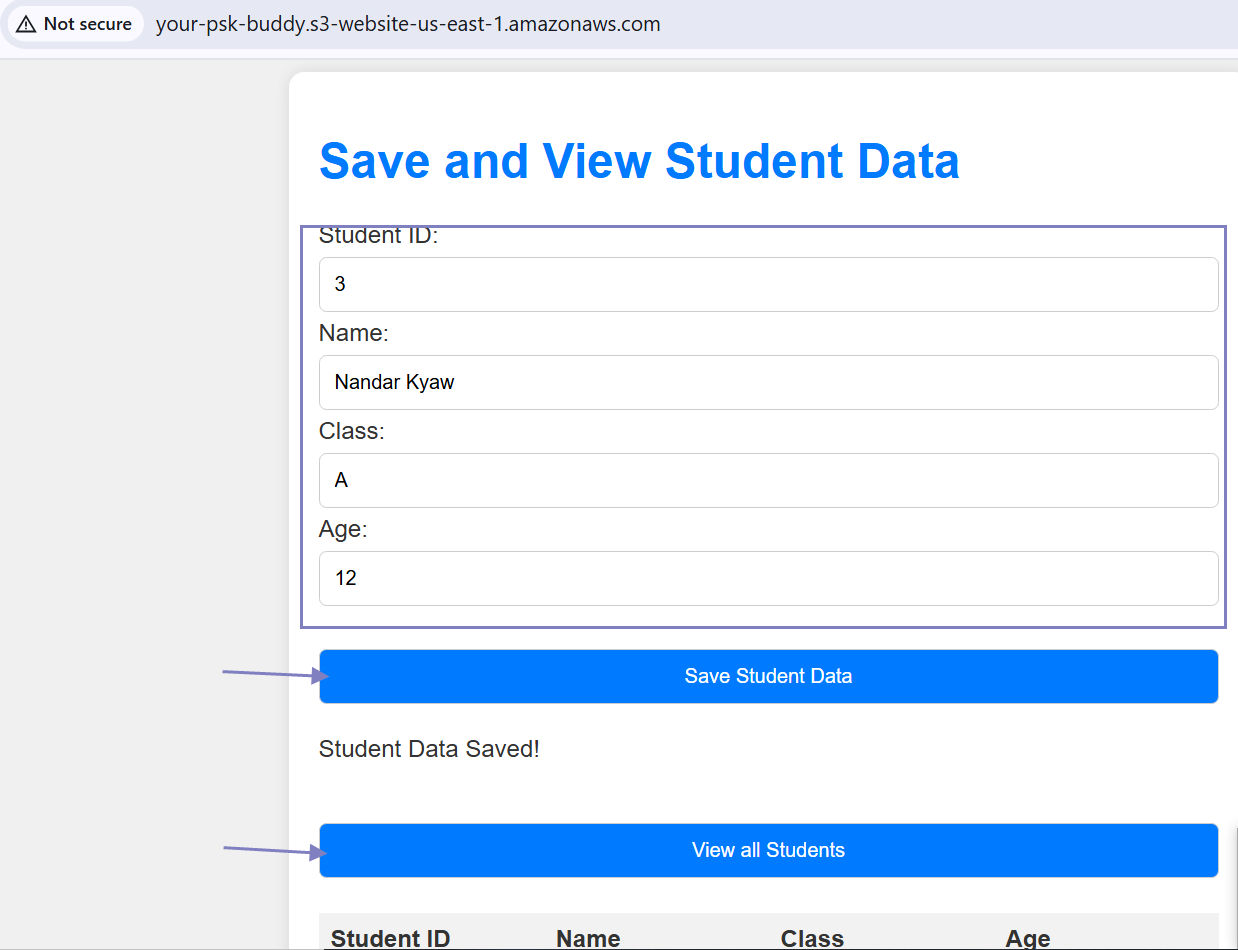 Not secure your-psk-buddy.s3-website-us-east-1.amazonaws.com
Save and View Student Data
Student ID:
3
Name:
Nandar Kyaw
Class:
A
Age:
12
Save Student Data
Student Data Saved!
View all Students
Student ID Name Class Age